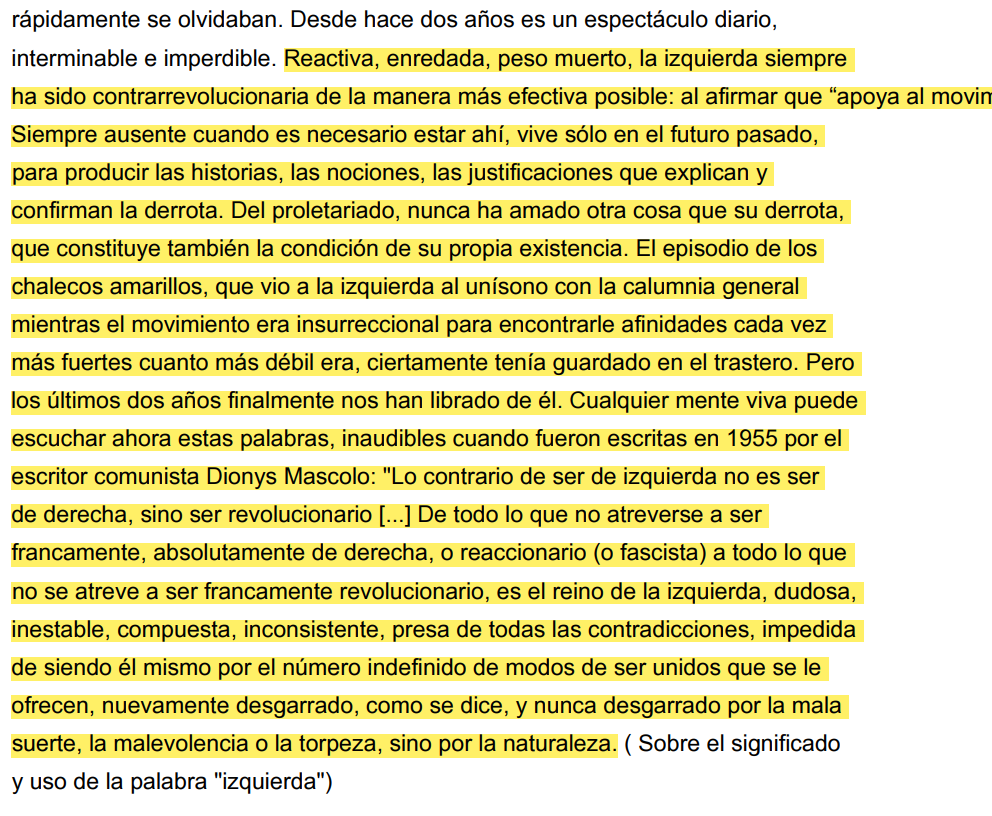 rápidamente se olvidaban. Desde hace dos años es un espectáculo diario,
interminable e imperdible. Reactiva, enredada, peso muerto, la izquierda siempre
ha sido contrarrevolucionaria de la manera más efectiva posible: al afirmar que “apoya al
Siempre ausente cuando es necesario estar ahí, vive sólo en el futuro pasado,
para producir las historias, las nociones, las justificaciones que explican y
confirman la derrota. Del proletariado, nunca ha amado otra cosa que su derrota,
que constituye también la condición de su propia existencia. El episodio de los
chalecos amarillos, que vio a la izquierda al unísono con la calumnia general
mientras el movimiento era insurreccional para encontrarle afinidades cada vez
más fuertes cuanto más débil era, ciertamente tenía guardado en el trastero. Pero
los últimos dos años finalmente nos han librado de él. Cualquier mente viva puede
escuchar ahora estas palabras, inaudibles cuando fueron escritas en 1955 por el
escritor comunista Dionys Mascolo: "Lo contrario de ser de izquierda no es ser
de derecha, sino ser revolucionario [...] De todo lo que no atreverse a ser
francamente, absolutamente de derecha, o reaccionario (o fascista) a todo lo que
no se atreve a ser francamente revolucionario, es el reino de la izquierda, dudosa,
inestable, compuesta, inconsistente, presa de todas las contradicciones, impedida
de siendo él mismo por el número indefinido de modos de ser unidos que se le
ofrecen, nuevamente desgarrado, como se dice, y nunca desgarrado por la mala
suerte, la malevolencia o la torpeza, sino por la naturaleza. ( Sobre el significado
y uso de la palabra "izquierda")